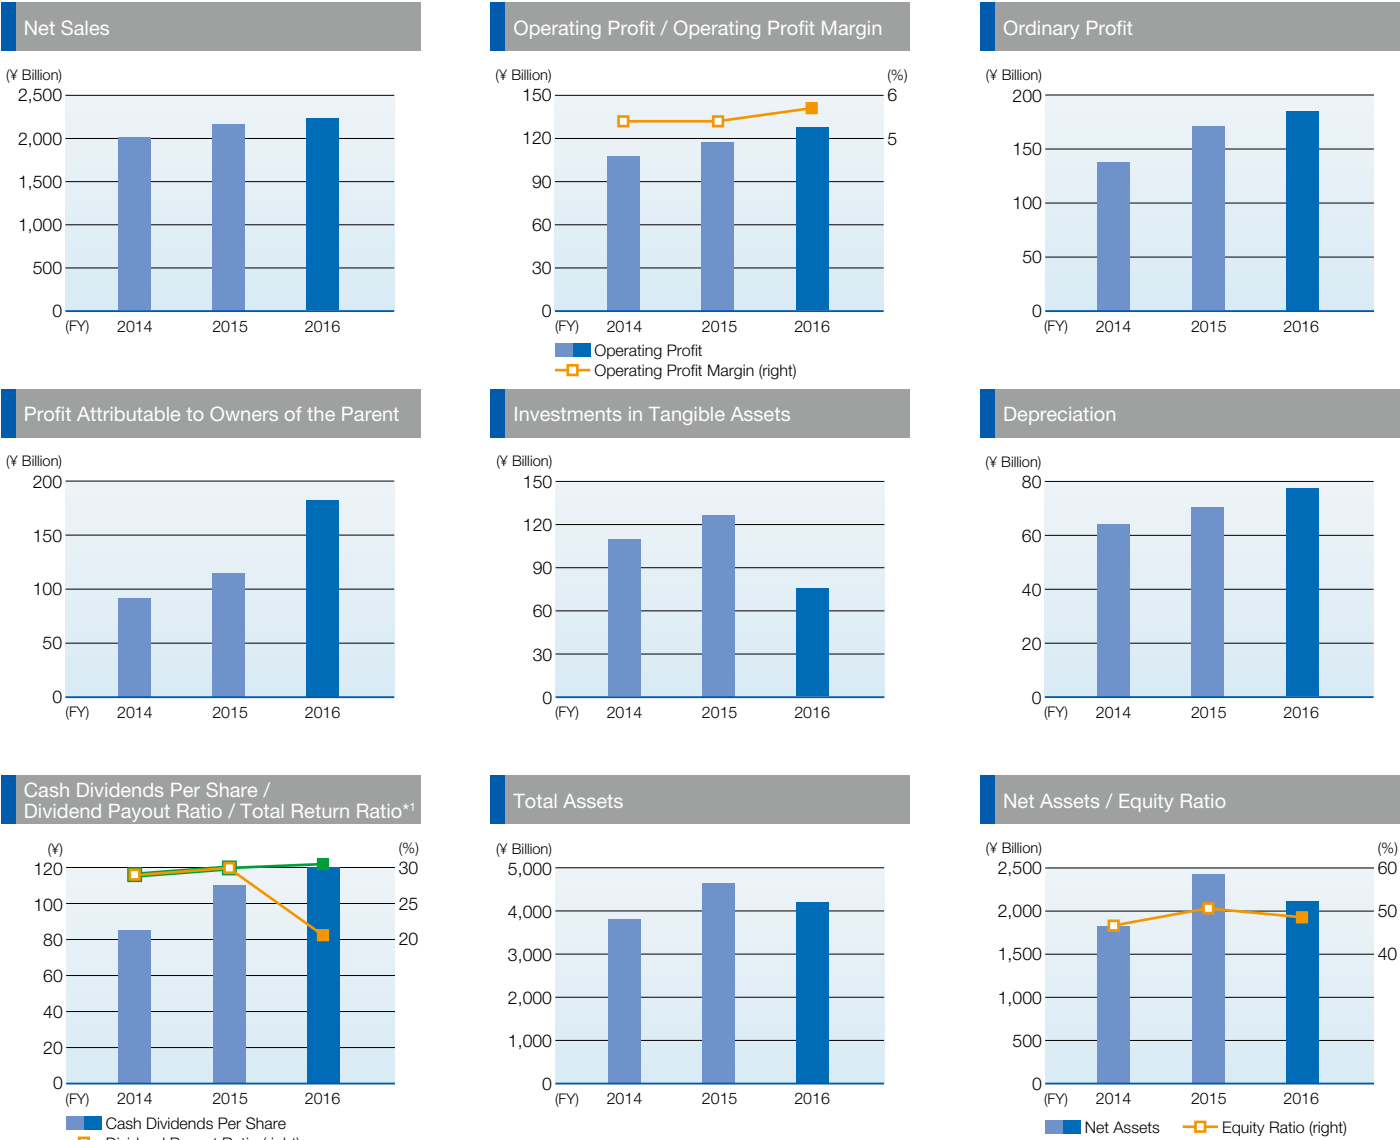 Net Sales
(¥ Billion)
2,500
2,000
1,500
1,000
500
0
(FY) 2014 2015 2016
Operating Profit / Operating Profit Margin
(¥ Billion) (%)
150 6
120 5
90
60
30
0
(FY) 2014 2015 2016
Operating Profit
Operating Profit Margin (right)
Ordinary Profit
(¥ Billion)
200
150
100
50
0
(FY) 2014 2015 2016
Profit Attributable to Owners of the Parent
(¥ Billion)
200
150
100
50
0
(FY) 2014 2015 2016
Investments in Tangible Assets
(¥ Billion)
150
120
90
60
30
0
(FY) 2014 2015 2016
Depreciation
(¥ Billion)
80
60
40
20
0
(FY) 2014 2015 2016
Cash Dividends Per Share /
Dividend Payout Ratio / Total Return Ratio*1
(¥) (%)
120 30
100 25
80 20
60
40
20
0
(FY) 2014 2015 2016
Cash Dividends Per Share
Total Assets
(¥ Billion)
5,000
4,000
3,000
2,000
1,000
0
(FY) 2014 2015 2016
Net Assets / Equity Ratio
(¥ Billion) (%)
2,500 60
2,000 50
1,500 40
1,000
500
0
(FY) 2014 2015 2016
Net Assets Equity Ratio (right)